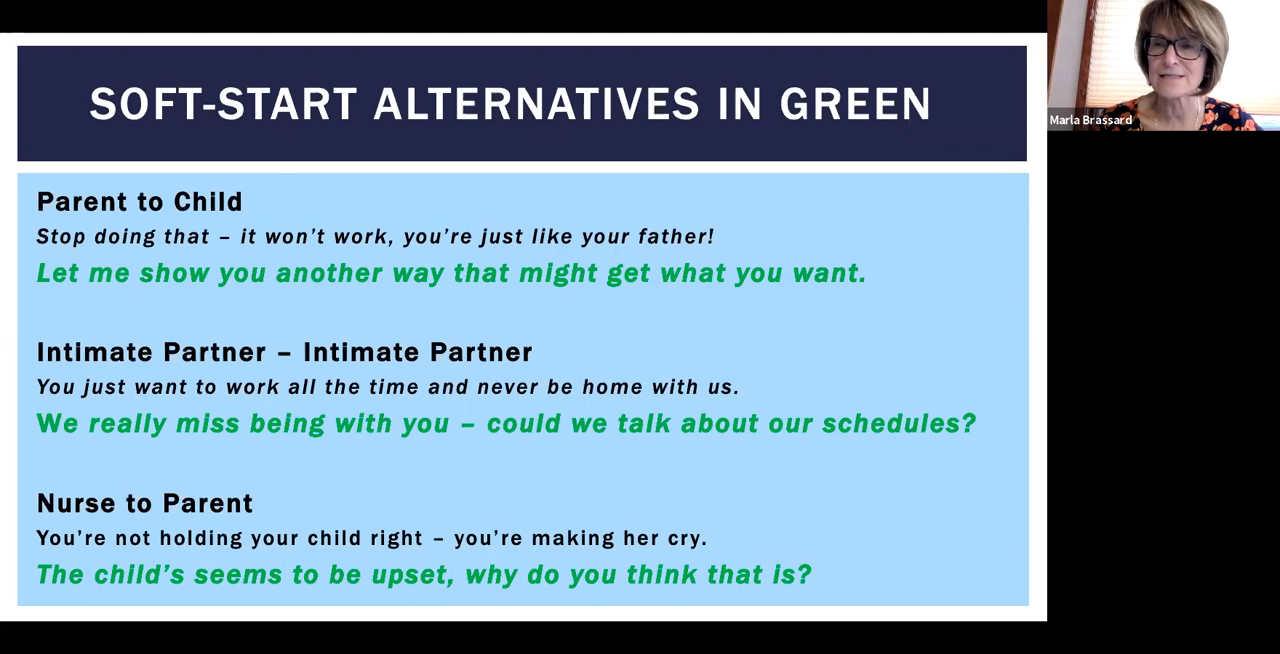 SOFT-START ALTERNATIVES IN GREEN
Marla Brassard
Parent to Child
Stop doing that – it won't work, you're just like your father!
Let me show you another way that might get what you want.
Intimate Partner – Intimate Partner
You just want to work all the time and never be home with us.
We really miss being with you – could we talk about our schedules?
Nurse to Parent
You're not holding your child right – you're making her cry.
The child's seems to be upset, why do you think that is?